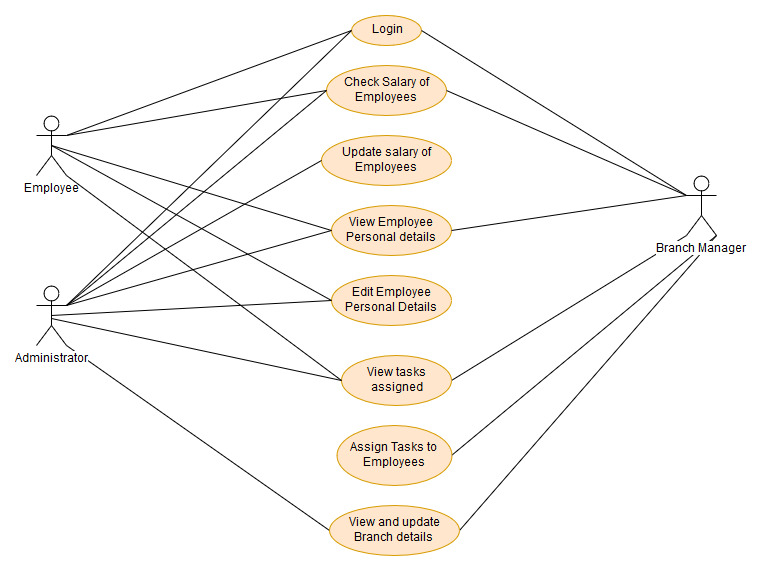 Login
Check Salary of
Employees
Update salary of
Employees
Employee
View Employee
Personal details
Branch Manager
Edit Employee
Personal Details
Administrator
View tasks
assigned
Assign Tasks to
Employees
View and update
Branch details